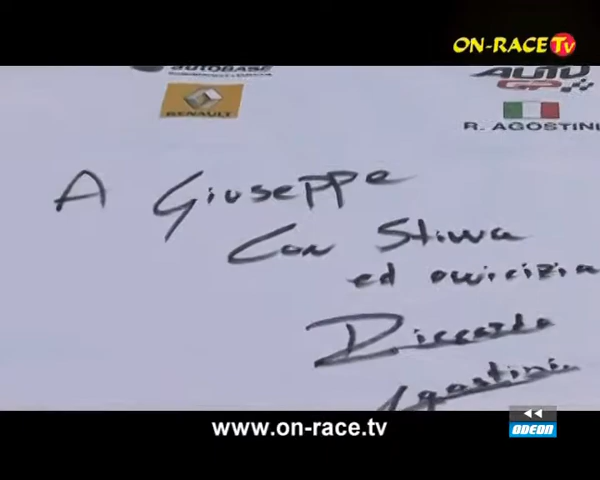 ON-RACE Tv
AUTOBASE
RENAULT
AUTO
GP
R. AGOSTINI
A Giuseppe
Con Stima
ed amicizia
Riccardo
Agostini
www.on-race.tv
ODEON